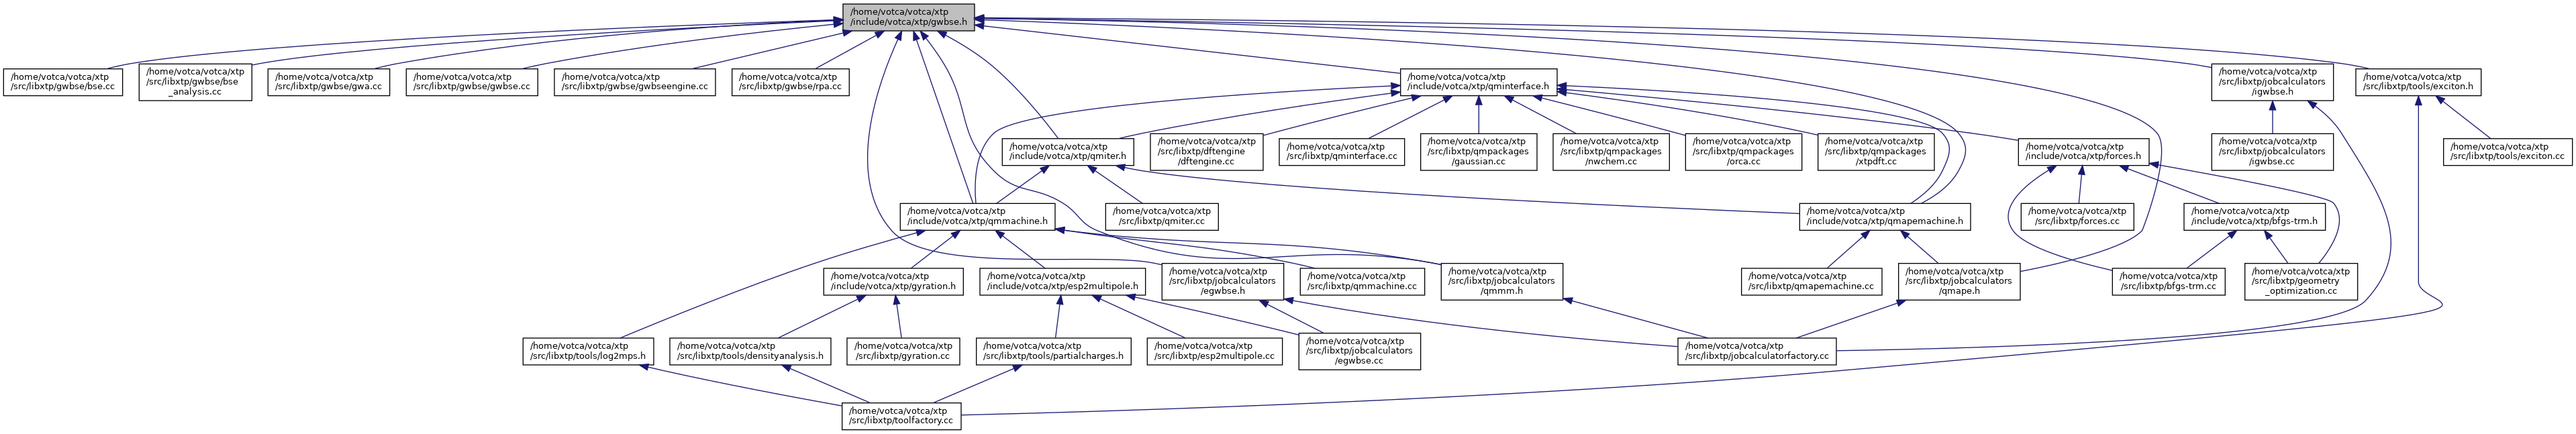 /home/votca/votca/xtp
/include/votca/xtp/gwbse.h
/home/votca/votca/xtp
/src/libxtp/gwbse/bse.cc
/home/votca/votca/xtp
/src/libxtp/gwbse/bse
_analysis.cc
/home/votca/votca/xtp
/src/libxtp/gwbse/gwa.cc
/home/votca/votca/xtp
/src/libxtp/gwbse/gwbse.cc
/home/votca/votca/xtp
/src/libxtp/gwbse/gwbseengine.cc
/home/votca/votca/xtp
/src/libxtp/gwbse/rpa.cc
/home/votca/votca/xtp
/include/votca/xtp/qminterface.h
/home/votca/votca/xtp
/src/libxtp/jobcalculators
/igwbse.h
/home/votca/votca/xtp
/src/libxtp/tools/exciton.h
/home/votca/votca/xtp
/include/votca/xtp/qmiter.h
/home/votca/votca/xtp
/src/libxtp/dftengine
/dftengine.cc
/home/votca/votca/xtp
/src/libxtp/qminterface.cc
/home/votca/votca/xtp
/src/libxtp/qmpackages
/gaussian.cc
/home/votca/votca/xtp
/src/libxtp/qmpackages
/nwchem.cc
/home/votca/votca/xtp
/src/libxtp/qmpackages
/orca.cc
/home/votca/votca/xtp
/src/libxtp/qmpackages
/xtpdft.cc
/home/votca/votca/xtp
/include/votca/xtp/forces.h
/home/votca/votca/xtp
/src/libxtp/jobcalculators
/igwbse.cc
/home/votca/votca/xtp
/src/libxtp/tools/exciton.cc
/home/votca/votca/xtp
/include/votca/xtp/qmmachine.h
/home/votca/votca/xtp
/src/libxtp/qmiter.cc
/home/votca/votca/xtp
/include/votca/xtp/qmapemachine.h
/home/votca/votca/xtp
/src/libxtp/forces.cc
/home/votca/votca/xtp
/include/votca/xtp/bfgs-trm.h
/home/votca/votca/xtp
/include/votca/xtp/gyration.h
/home/votca/votca/xtp
/include/votca/xtp/esp2multipole.h
/home/votca/votca/xtp
/src/libxtp/jobcalculators
/egwbse.h
/home/votca/votca/xtp
/src/libxtp/qmmachine.cc
/home/votca/votca/xtp
/src/libxtp/jobcalculators
/qmmm.h
/home/votca/votca/xtp
/src/libxtp/qmapemachine.cc
/home/votca/votca/xtp
/src/libxtp/jobcalculators
/qmape.h
/home/votca/votca/xtp
/src/libxtp/bfgs-trm.cc
/home/votca/votca/xtp
/src/libxtp/geometry
_optimization.cc
/home/votca/votca/xtp
/src/libxtp/tools/log2mps.h
/home/votca/votca/xtp
/src/libxtp/tools/densityanalysis.h
/home/votca/votca/xtp
/src/libxtp/gyration.cc
/home/votca/votca/xtp
/src/libxtp/tools/partialcharges.h
/home/votca/votca/xtp
/src/libxtp/esp2multipole.cc
/home/votca/votca/xtp
/src/libxtp/jobcalculators
/egwbse.cc
/home/votca/votca/xtp
/src/libxtp/jobcalculatorfactory.cc
/home/votca/votca/xtp
/src/libxtp/toolfactory.cc